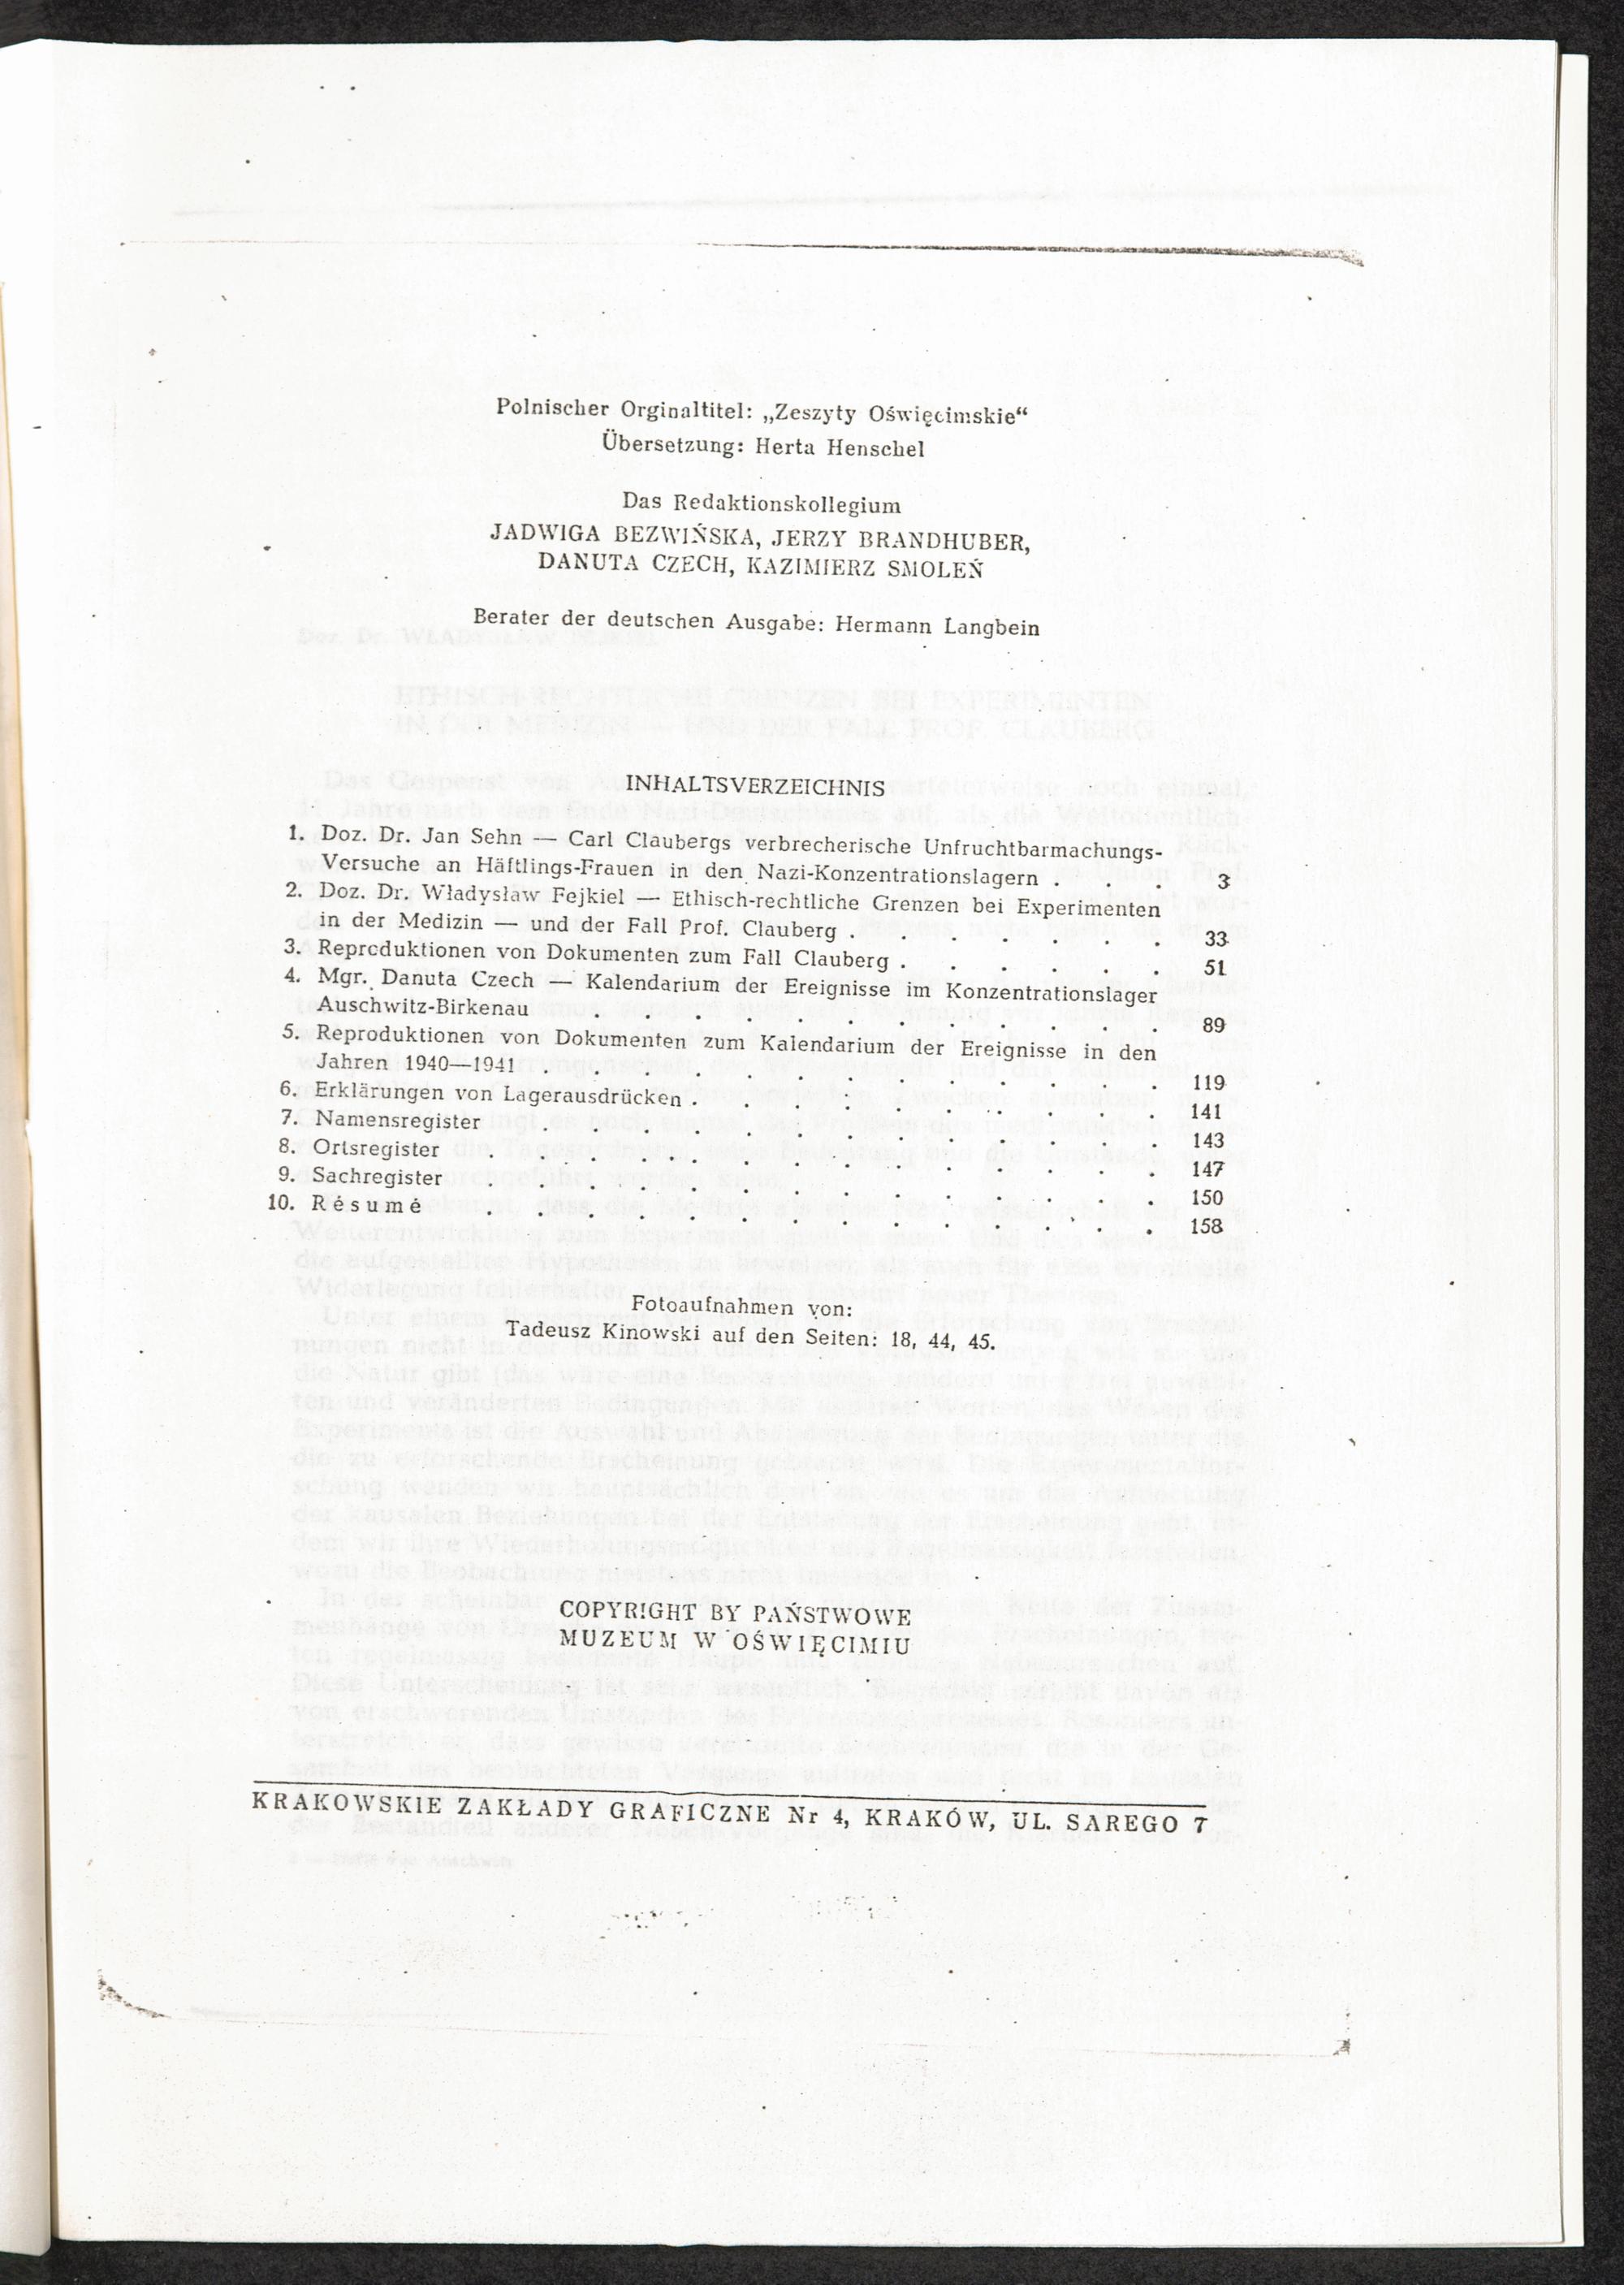 Polnischer Orginaltitel: „Zeszyty Oświęcimskie“
Übersetzung: Herta Henschel
Das Redaktionskollegium
JADWIGA BEZWIŃSKA, JERZY BRANDHUBER,
DANUTA CZECH, KAZIMIERZ SMOLEŃ
Berater der deutschen Ausgabe: Hermann Langbein
INHALTSVERZEICHNIS
1. Doz. Dr. Jan Sehn — Carl Claubergs verbrecherische Unfruchtbarmachungs-
Versuche an Häftlings-Frauen in den Nazi-Konzentrationslagern . . . 3
2. Doz. Dr. Władysław Fejkiel — Ethisch-rechtliche Grenzen bei Experimenten
in der Medizin — und der Fall Prof. Clauberg . . . . . . . 33
3. Reproduktionen von Dokumenten zum Fall Clauberg . . . . . . 51
4. Mgr. Danuta Czech — Kalendarium der Ereignisse im Konzentrationslager
Auschwitz-Birkenau . . . . . . . . . . . . 89
5. Reproduktionen von Dokumenten zum Kalendarium der Ereignisse in den
Jahren 1940—1941 . . . . . . . . . . . . . 119
6. Erklärungen von Lagerausdrücken . . . . . . . . . . 141
7. Namensregister . . . . . . . . . . . . . 143
8. Ortsregister . . . . . . . . . . . . . . 147
9. Sachregister . . . . . . . . . . . . . . 150
10. Résumé . . . . . . . . . . . . . . 158
Fotoaufnahmen von:
Tadeusz Kinowski auf den Seiten: 18, 44, 45.
COPYRIGHT BY PAŃSTWOWE
MUZEUM W OŚWIĘCIMIU
KRAKOWSKIE ZAKŁADY GRAFICZNE Nr 4, KRAKÓW, UL. SAREGO 7